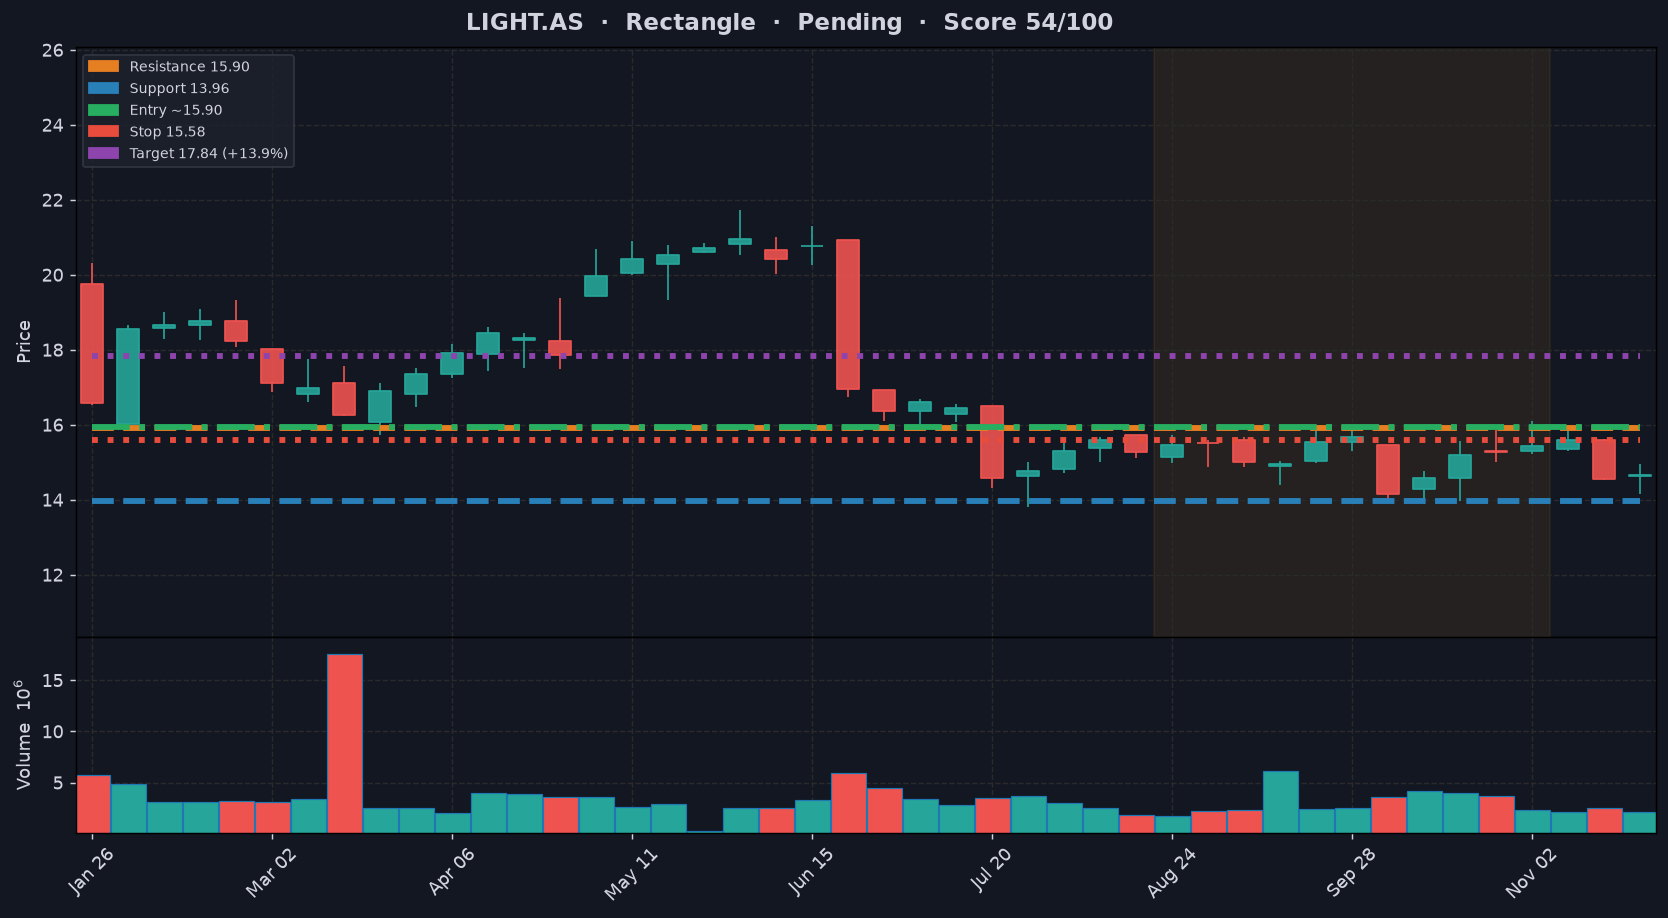 LIGHT.AS · Rectangle · Pending · Score 54/100
Resistance 15.90
Support 13.96
Entry ~15.90
Stop 15.58
Target 17.84 (+13.9%)
Price
26
24
22
20
18
16
14
12
Volume 10⁶
15
10
5
Jan 26
Mar 02
Apr 06
May 11
Jun 15
Jul 20
Aug 24
Sep 28
Nov 02